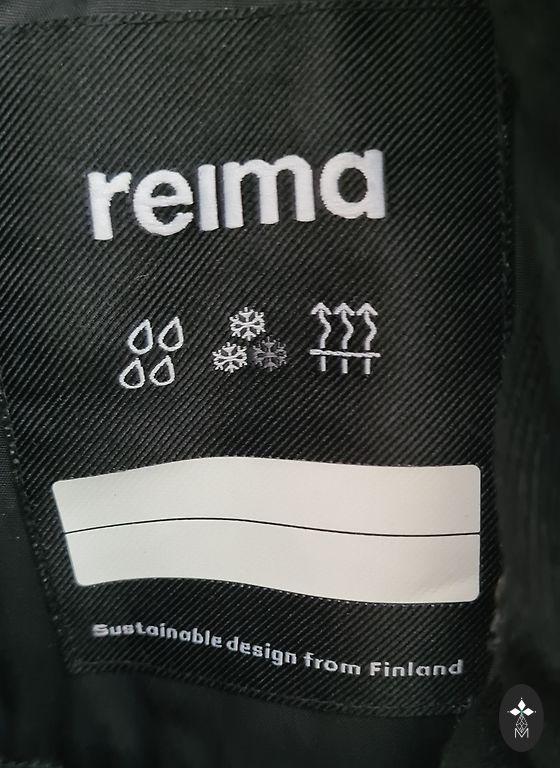 reima
Sustainable design from Finland
M